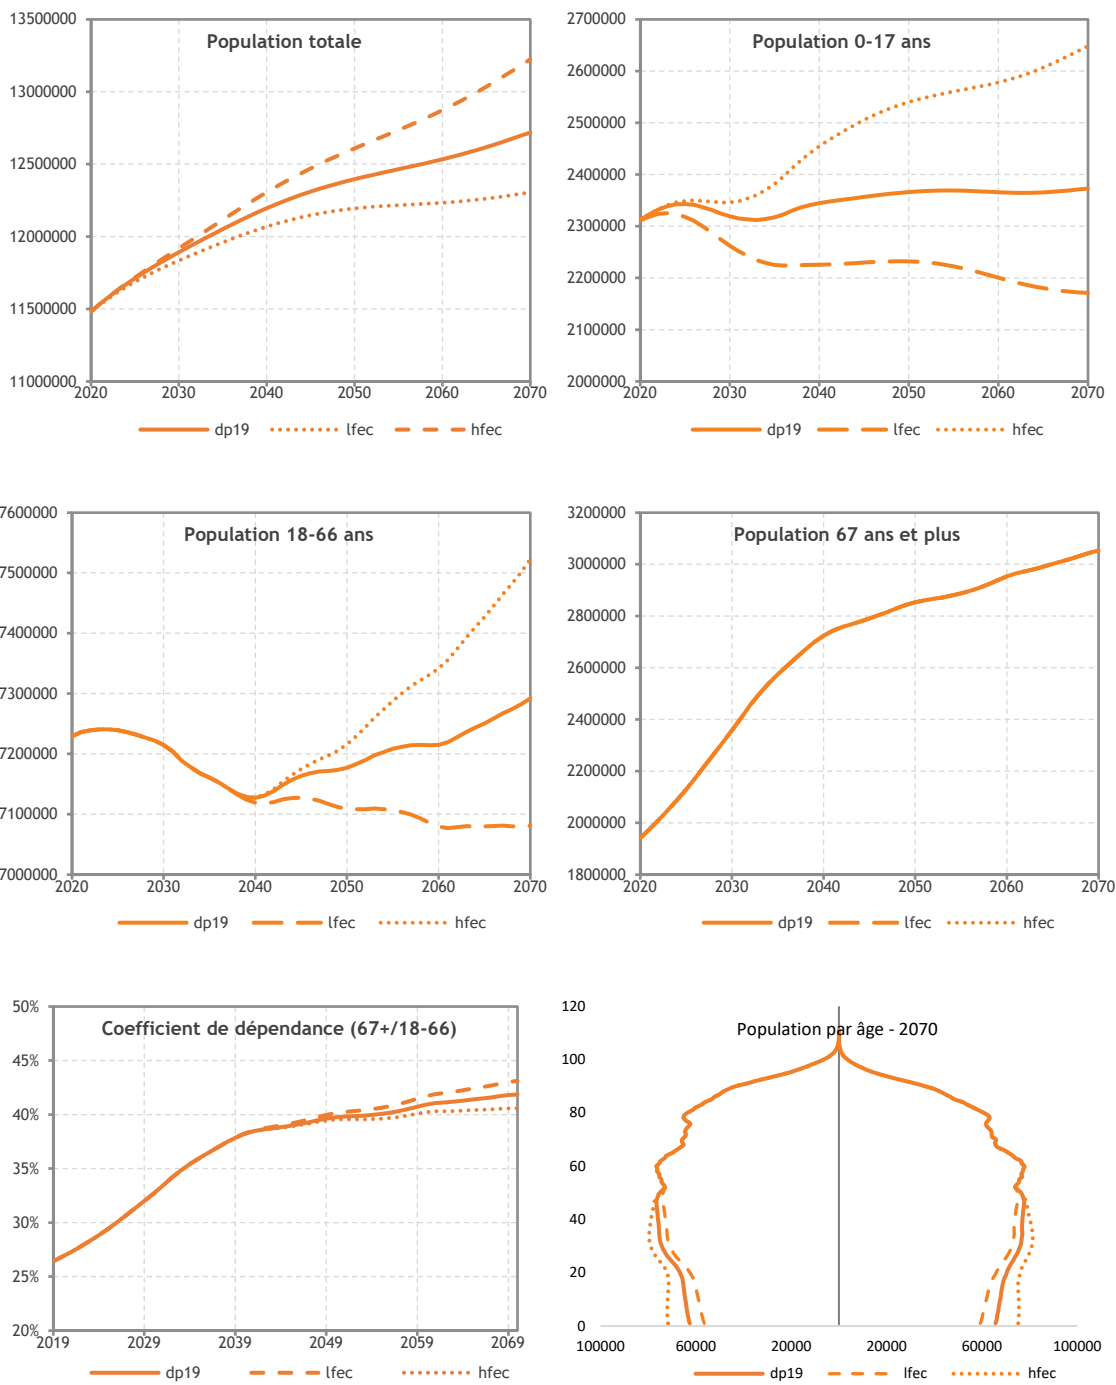 Population totale
13500000
13000000
12500000
12000000
11500000
11000000
2020 2030 2040 2050 2060 2070
dp19 lfec hfec
Population 0-17 ans
2700000
2600000
2500000
2400000
2300000
2200000
2100000
2000000
2020 2030 2040 2050 2060 2070
dp19 lfec hfec
Population 18-66 ans
7600000
7500000
7400000
7300000
7200000
7100000
7000000
2020 2030 2040 2050 2060 2070
dp19 lfec hfec
Population 67 ans et plus
3200000
3000000
2800000
2600000
2400000
2200000
2000000
1800000
2020 2030 2040 2050 2060 2070
dp19 lfec hfec
Coefficient de dépendance (67+/18-66)
50%
45%
40%
35%
30%
25%
20%
2019 2029 2039 2049 2059 2069
dp19 lfec hfec
Population par âge - 2070
120
100
80
60
40
20
0
100000 60000 20000 20000 60000 100000
dp19 lfec hfec